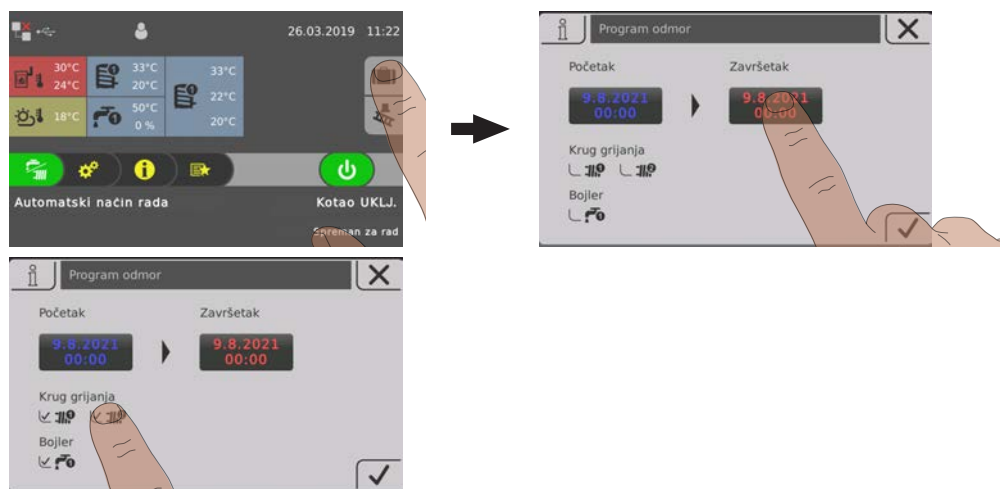 26.03.2019 11:22
30°C
24°C
18°C
33°C
20°C
50°C
0 %
33°C
22°C
20°C
Automatski način rada
Kotao UKLJ.
Spreman za rad
Program odmor
Početak
Završetak
9.8.2021
00:00
9.8.2021
00:00
Krug grijanja
Bojler
Program odmor
Početak
Završetak
9.8.2021
00:00
9.8.2021
00:00
Krug grijanja
Bojler